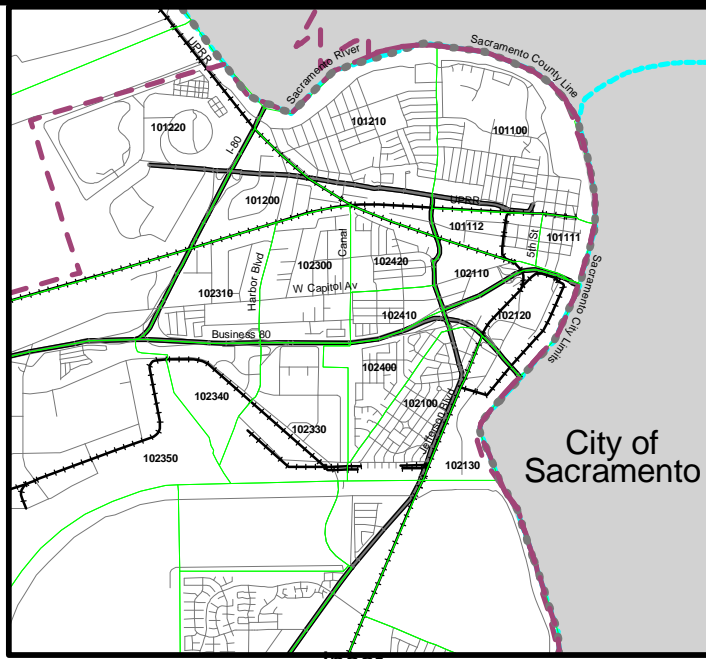 UPRR
Sacramento River
Sacramento County Line
101220
101210
101100
I-80
101200
UPRR
101112
101111
5th St
Canal
Harbor Blvd
102300
102420
102110
102310
W Capitol Av
102410
102120
Business 80
Sacramento City Limits
102400
102340
102100
Jefferson Blvd
102330
102350
102130
City of
Sacramento